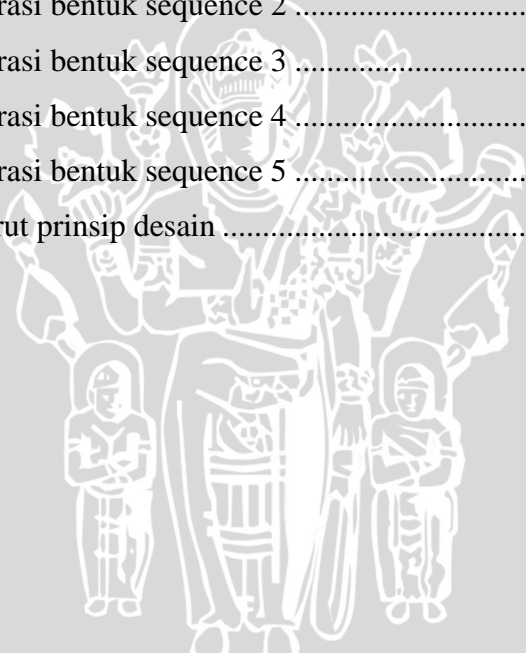 rasi bentuk sequence 2 ................................
rasi bentuk sequence 3 ................................
rasi bentuk sequence 4 ................................
rasi bentuk sequence 5 ................................
rut prinsip desain ..........................................